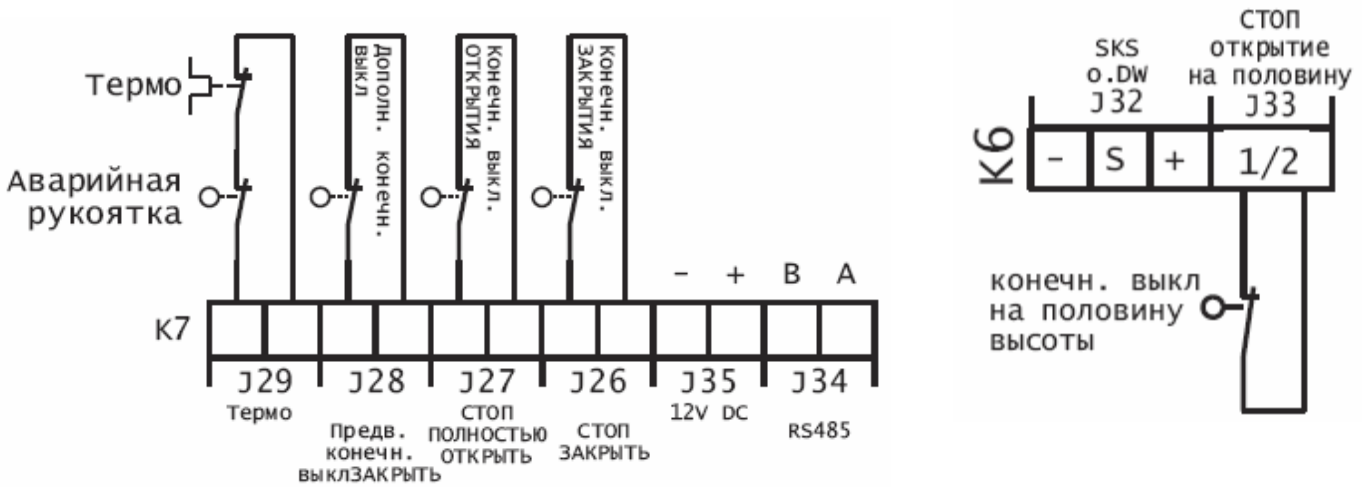 Термо
Аварийная
рукоятка
Дополн. конечн.
выкл
конечн. выкл.
ОТКРЫТИЯ
конечн. выкл.
ЗАКРЫТИЯ
- + B A
K7
J29 J28 J27 J26 J35 J34
Термо
Предв.
конечн.
выклЗАКРЫТЬ
СТОП
ПОЛНОСТЬЮ
ОТКРЫТЬ
СТОП
ЗАКРЫТЬ
12V DC
RS485
SKS
o.DW
J32
СТОП
открытие
на половину
J33
K6
- S + 1/2
конечн. выкл
на половину
высоты